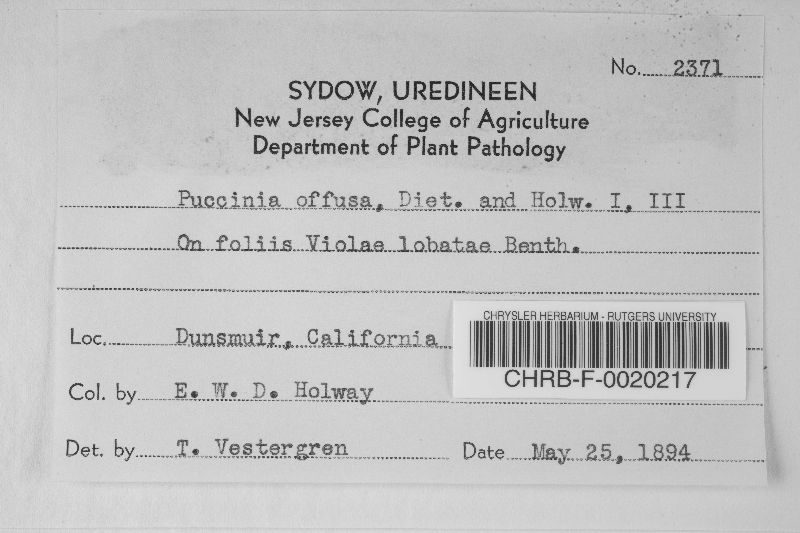 No. 2371
SYDOW, UREDINEEN
New Jersey College of Agriculture
Department of Plant Pathology
Puccinia offusa, Diet. and Holw. I, III
On foliis Violae lobatae Benth.
Loc. Dunsmuir, California
CHRYSLER HERBARIUM - RUTGERS UNIVERSITY
CHRB-F-0020217
Col. by E. W. D. Holway
Det. by T. Vestergren Date May 25, 1894